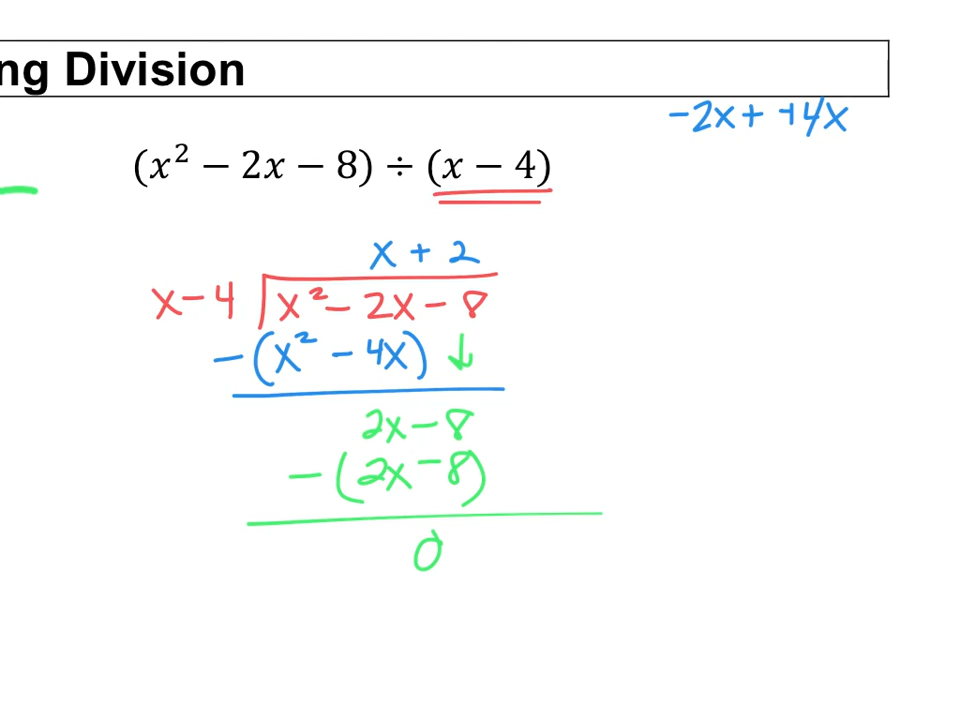 ng Division
-2x + +4x
(x² − 2x − 8) ÷ (x − 4)
x + 2
x - 4 x² - 2x - 8
- (x² - 4x) ↓
2x - 8
- (2x - 8)
0